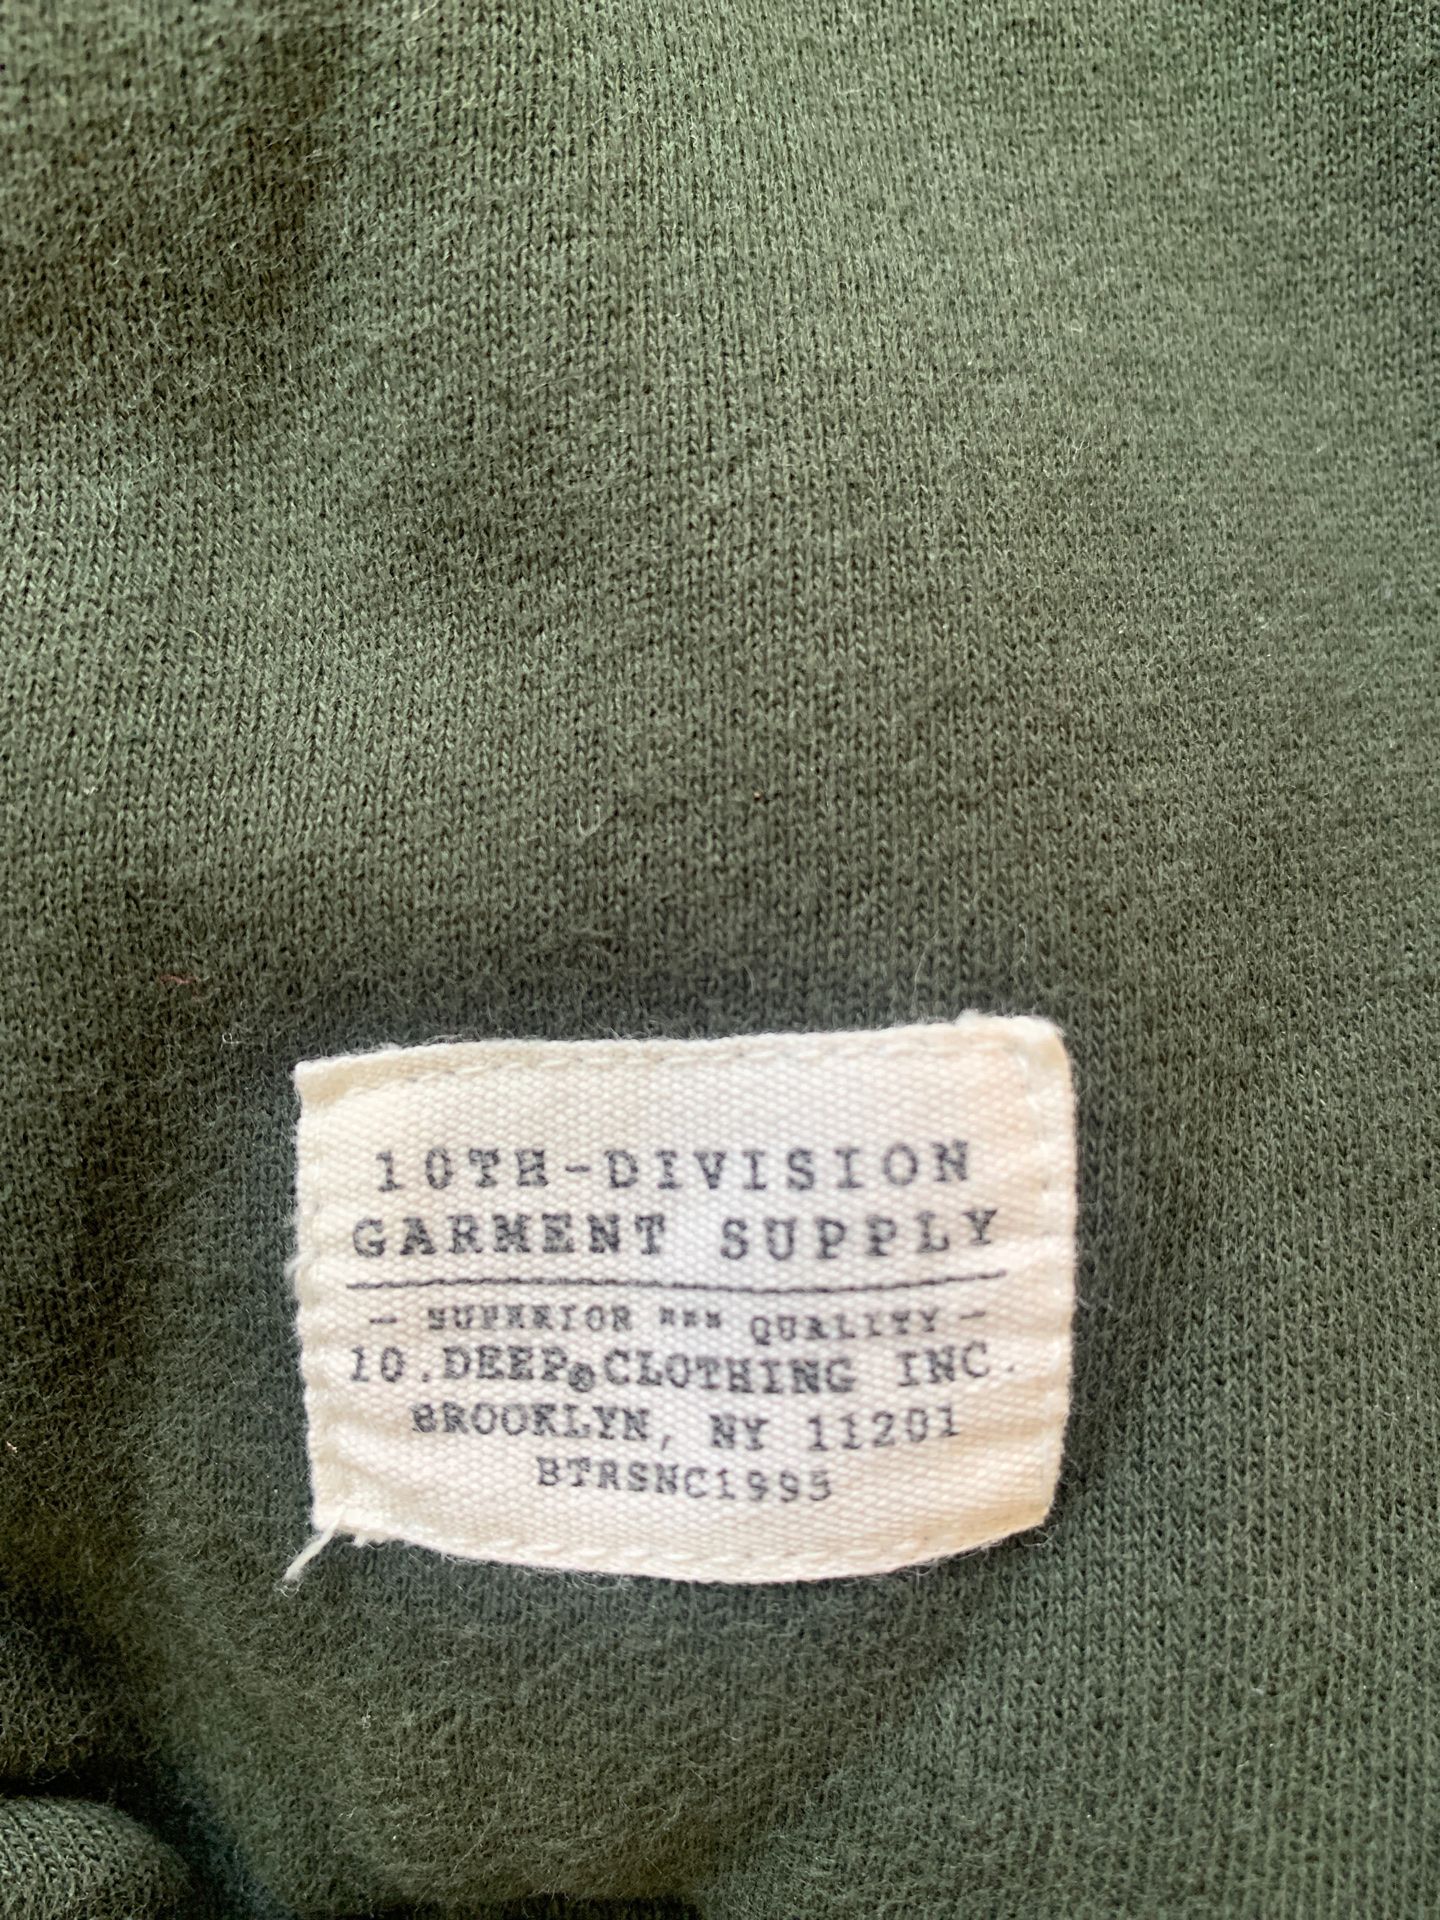 10TH-DIVISION
GARMENT SUPPLY
- SUPERIOR *** QUALITY -
10.DEEP®CLOTHING INC.
BROOKLYN, NY 11201
BTRSNC1995